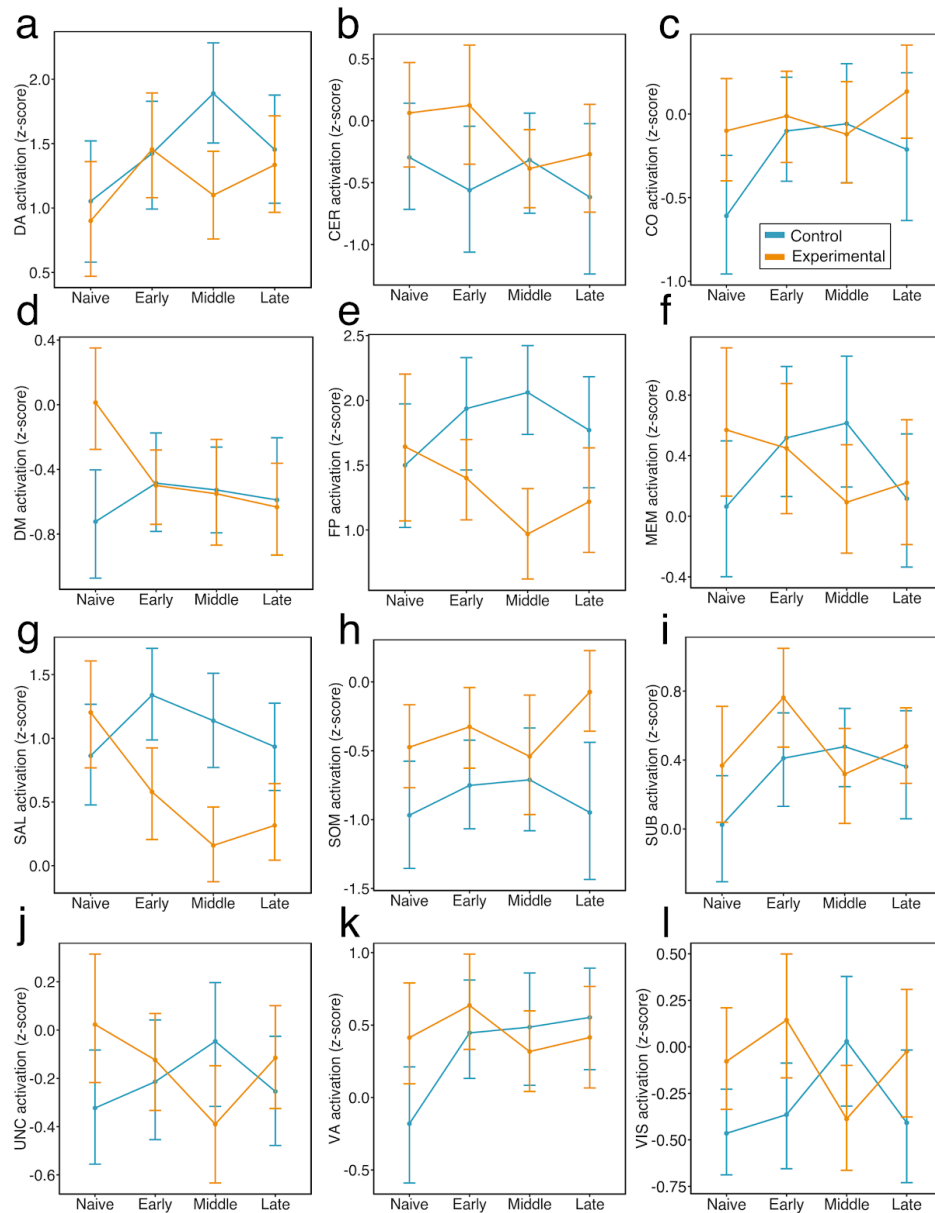 a
DA activation (z-score)
2.0
1.5
1.0
0.5
Naive Early Middle Late
b
CER activation (z-score)
0.5
0.0
-0.5
-1.0
Naive Early Middle Late
c
CO activation (z-score)
0.0
-0.5
-1.0
Control
Experimental
Naive Early Middle Late
d
DM activation (z-score)
0.4
0.0
-0.4
-0.8
Naive Early Middle Late
e
FP activation (z-score)
2.5
2.0
1.5
1.0
Naive Early Middle Late
f
MEM activation (z-score)
0.8
0.4
0.0
-0.4
Naive Early Middle Late
g
SAL activation (z-score)
1.5
1.0
0.5
0.0
Naive Early Middle Late
h
SOM activation (z-score)
0.0
-0.5
-1.0
-1.5
Naive Early Middle Late
i
SUB activation (z-score)
0.8
0.4
0.0
Naive Early Middle Late
j
UNC activation (z-score)
0.2
0.0
-0.2
-0.4
-0.6
Naive Early Middle Late
k
VA activation (z-score)
1.0
0.5
0.0
-0.5
Naive Early Middle Late
l
VIS activation (z-score)
0.50
0.25
0.00
-0.25
-0.50
-0.75
Naive Early Middle Late